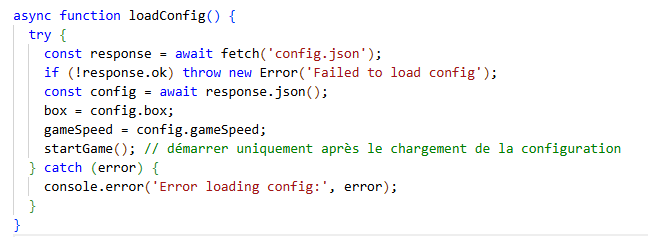 async function loadConfig() {
  try {
    const response = await fetch('config.json');
    if (!response.ok) throw new Error('Failed to load config');
    const config = await response.json();
    box = config.box;
    gameSpeed = config.gameSpeed;
    startGame(); // démarrer uniquement après le chargement de la configuration
  } catch (error) {
    console.error('Error loading config:', error);
  }
}